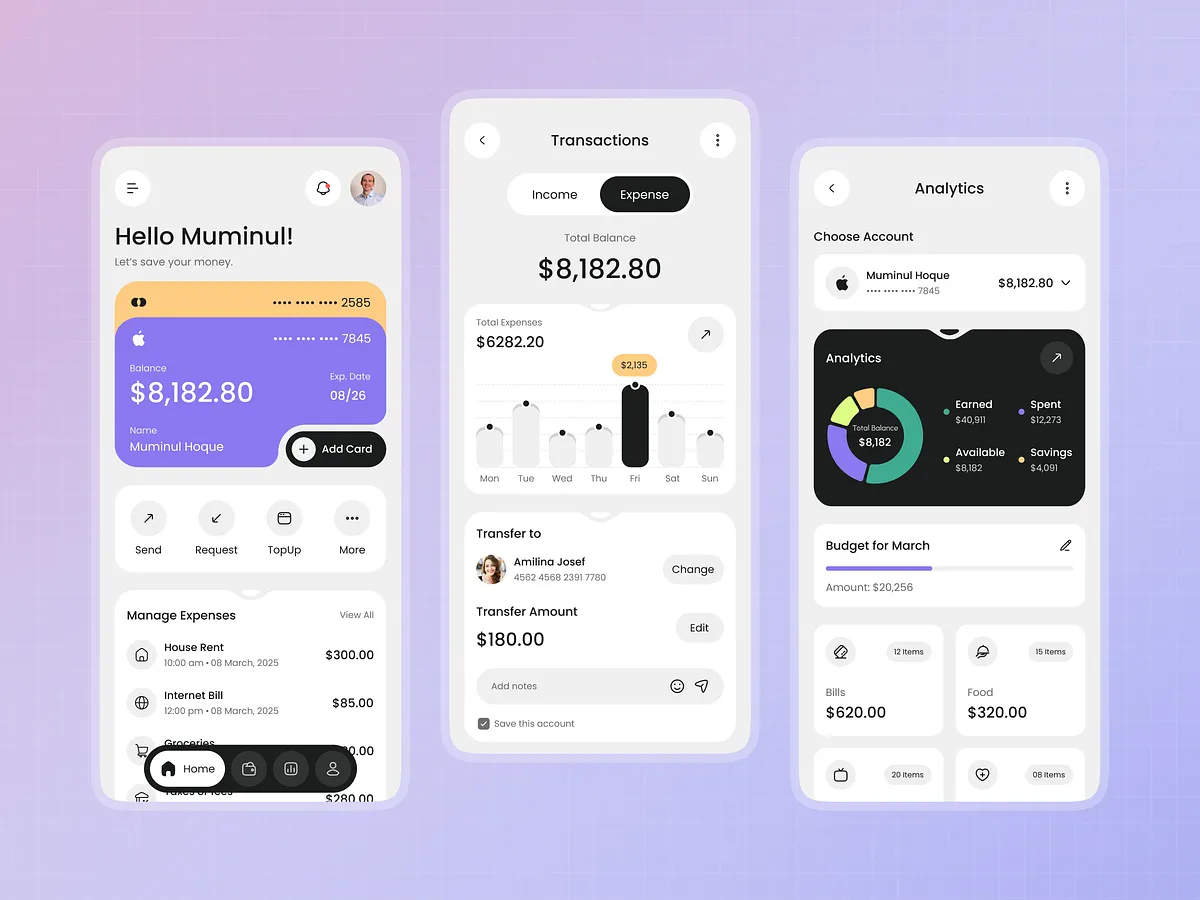 Hello Muminul!
Let's save your money.
•••• •••• •••• 2585
•••• •••• •••• 7845
Balance
$8,182.80
Exp. Date
08/26
Name
Muminul Hoque
Add Card
Send
Request
TopUp
More
Manage Expenses
View All
House Rent
$300.00
10:00 am • 08 March, 2025
Internet Bill
$85.00
12:00 pm • 08 March, 2025
Groceries
Home
Taxes or fees
$280.00
Transactions
Income
Expense
Total Balance
$8,182.80
Total Expenses
$6282.20
$2,135
Mon
Tue
Wed
Thu
Fri
Sat
Sun
Transfer to
Amilina Josef
4562 4568 2391 7780
Change
Transfer Amount
$180.00
Edit
Add notes
Save this account
Analytics
Choose Account
Muminul Hoque
•••• •••• •••• 7845
$8,182.80
Analytics
Total Balance
$8,182
Earned
$40,911
Spent
$12,273
Available
$8,182
Savings
$4,091
Budget for March
Amount: $20,256
12 Items
Bills
$620.00
15 Items
Food
$320.00
20 Items
08 Items